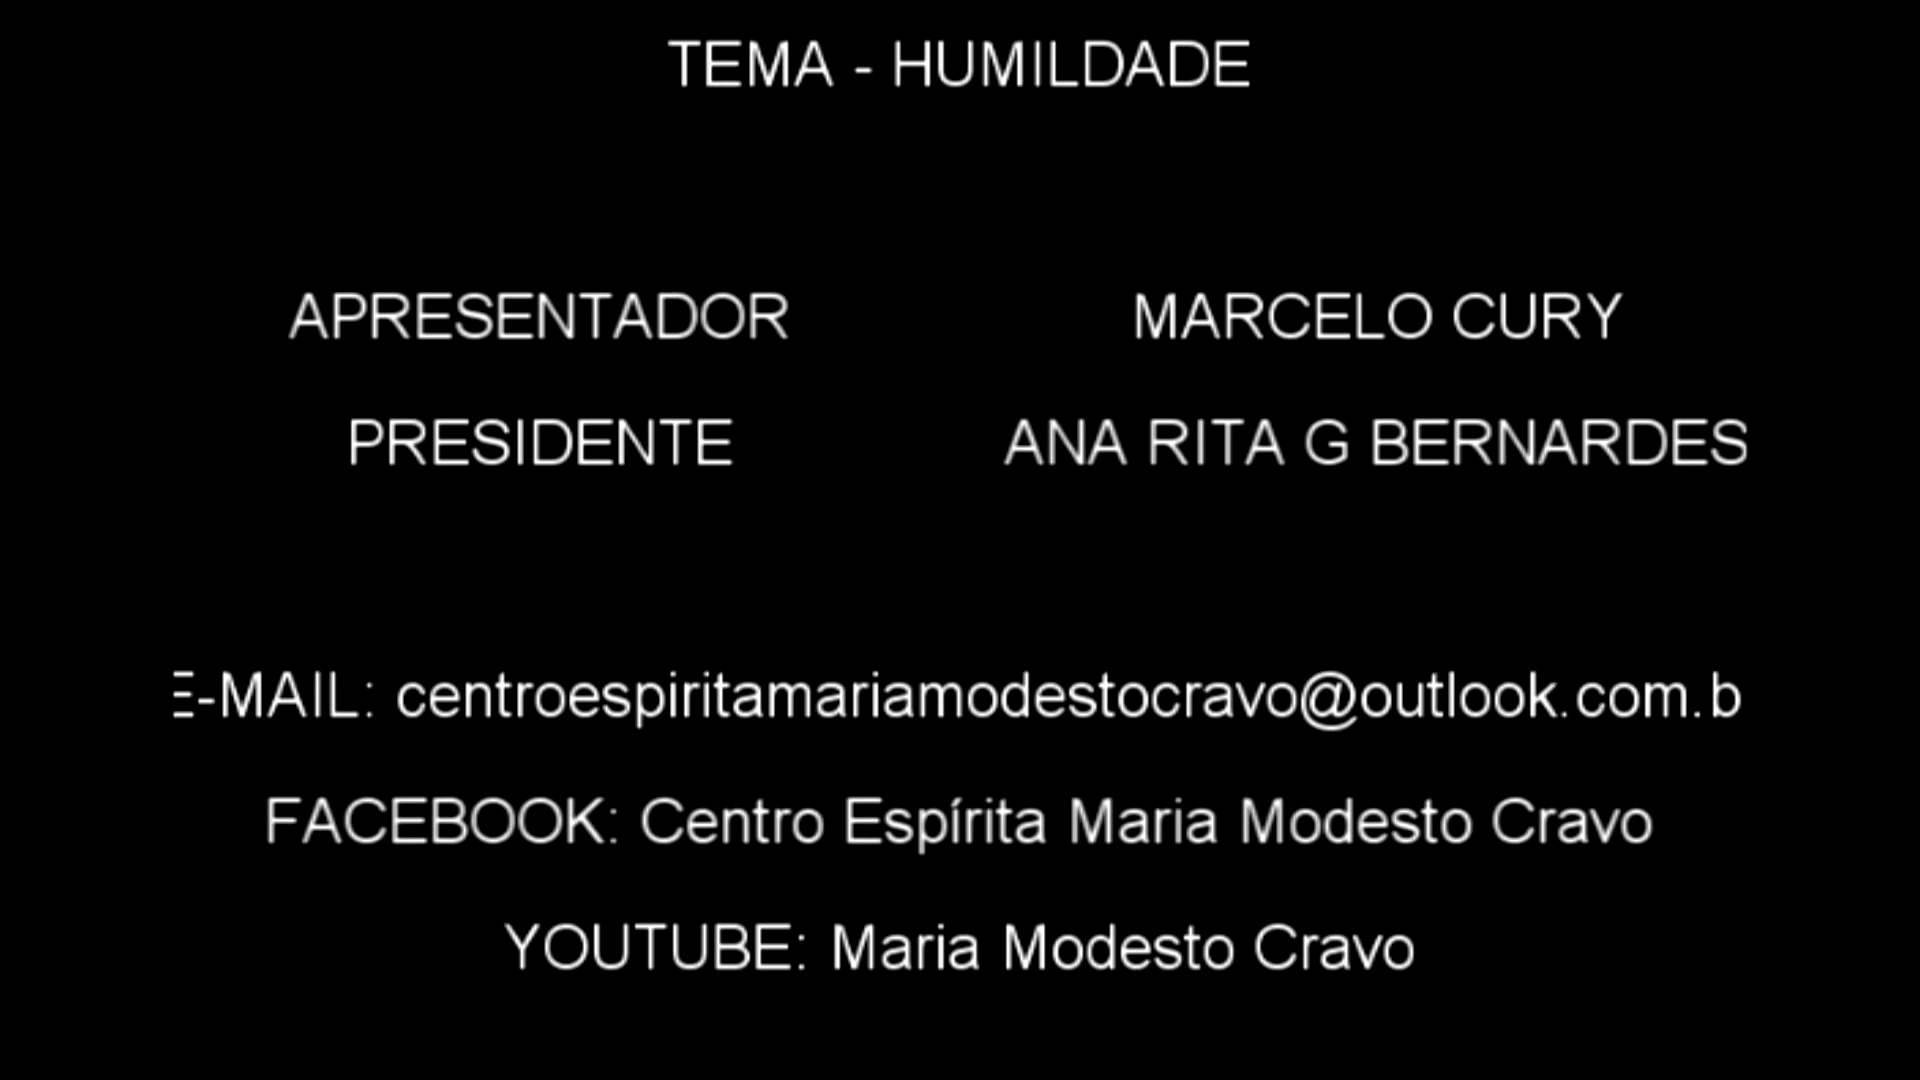 TEMA - HUMILDADE
APRESENTADOR MARCELO CURY
PRESIDENTE ANA RITA G BERNARDES
E-MAIL: centroespiritamariamodestocravo@outlook.com.b
FACEBOOK: Centro Espírita Maria Modesto Cravo
YOUTUBE: Maria Modesto Cravo